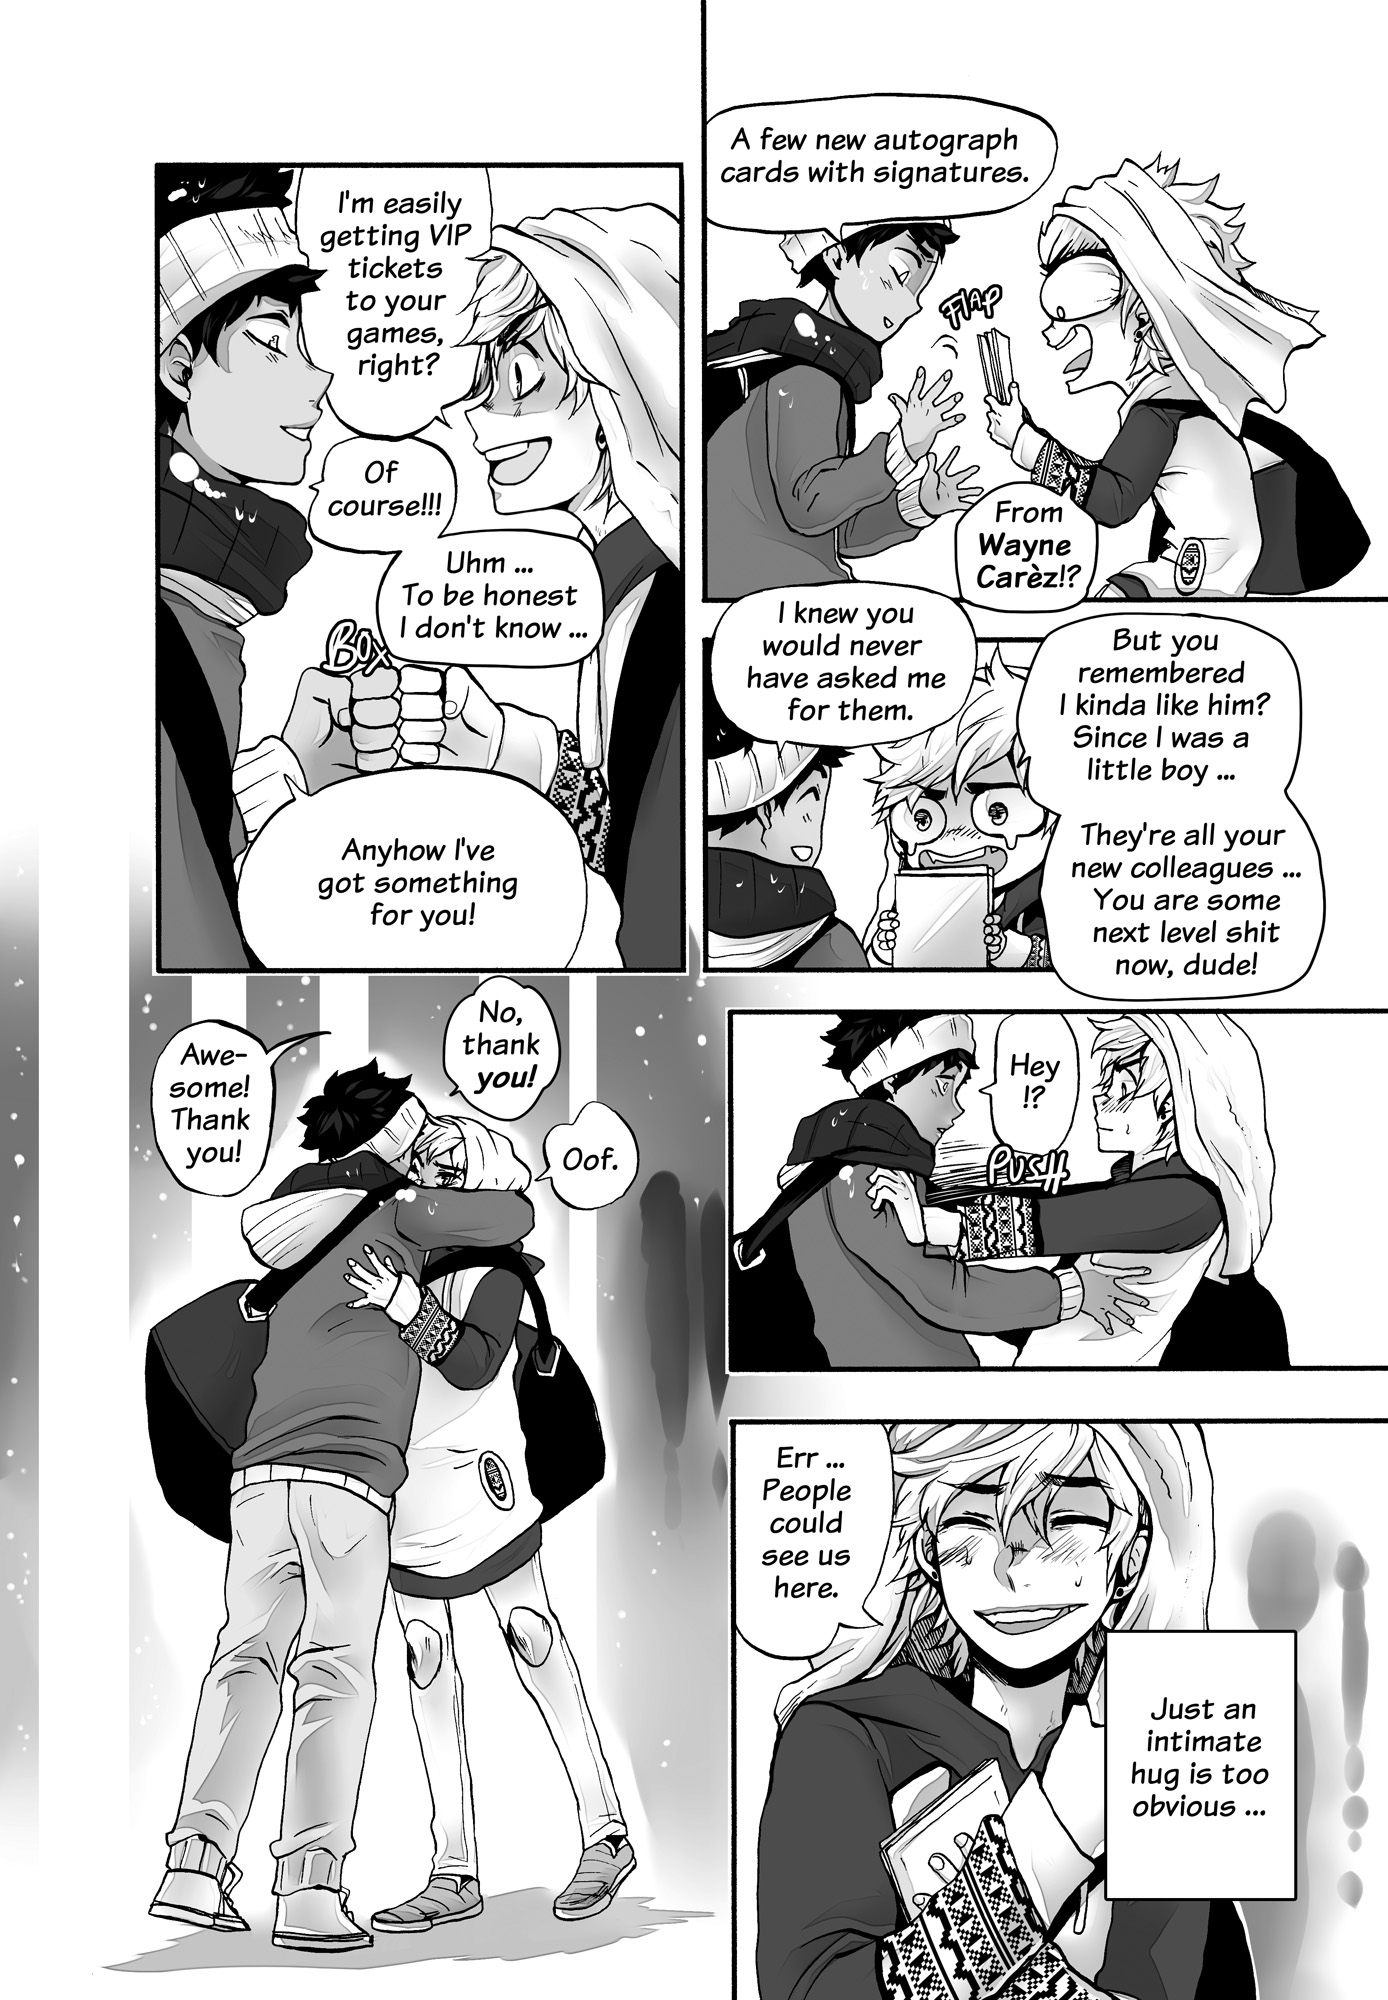 I'm easily
getting VIP
tickets
to your
games,
right?
Of
course!!!
Uhm ...
To be honest
I don't know ...
BOX
Anyhow I've
got something
for you!
A few new autograph
cards with signatures.
FLAP
From
Wayne
Carèz!?
I knew you
would never
have asked me
for them.
But you
remembered
I kinda like him?
Since I was a
little boy ...
They're all your
new colleagues ...
You are some
next level shit
now, dude!
Awe-
some!
Thank
you!
No,
thank
you!
Oof.
Hey
!?
PUSH
Err ...
People
could
see us
here.
Just an
intimate
hug is too
obvious ...